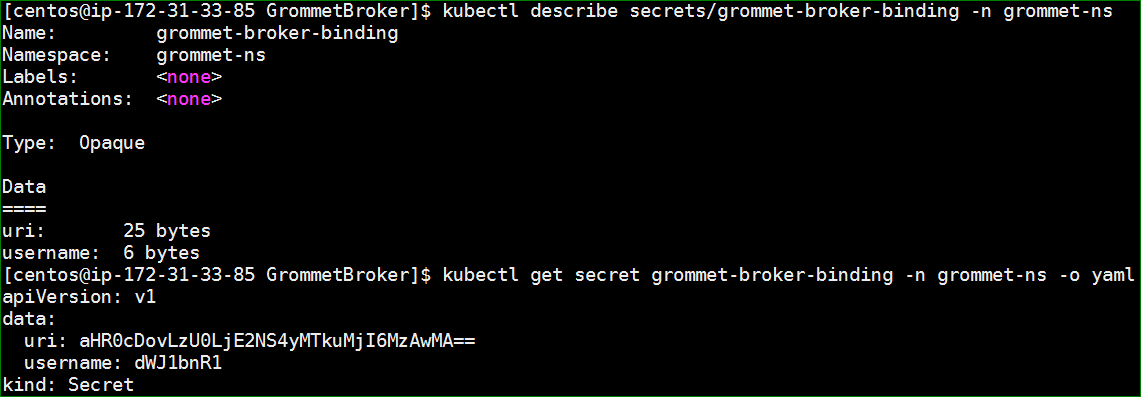 [centos@ip-172-31-33-85 GrommetBroker]$ kubectl describe secrets/grommet-broker-binding -n grommet-ns
Name:         grommet-broker-binding
Namespace:    grommet-ns
Labels:       <none>
Annotations:  <none>
Type:  Opaque
Data
====
uri:       25 bytes
username:  6 bytes
[centos@ip-172-31-33-85 GrommetBroker]$ kubectl get secret grommet-broker-binding -n grommet-ns -o yaml
apiVersion: v1
data:
  uri: aHR0cDovLzU0LjE2NS4yMTkuMjI6MzAwMA==
  username: dWJ1bnR1
kind: Secret